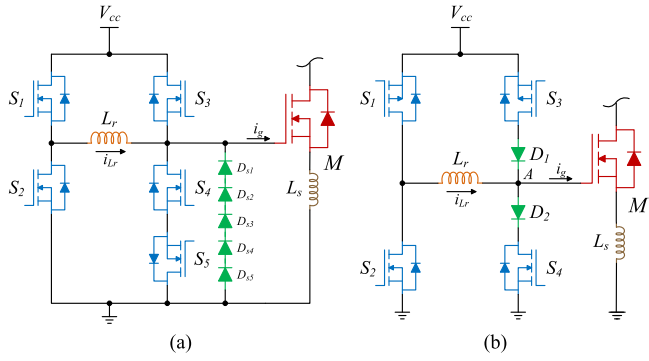 Vcc
S1
S3
Lr
iLr
ig
M
S2
S4
Ls
S5
Ds1
Ds2
Ds3
Ds4
Ds5
(a)
Vcc
S1
S3
D1
Lr
A
ig
iLr
M
D2
Ls
S2
S4
(b)